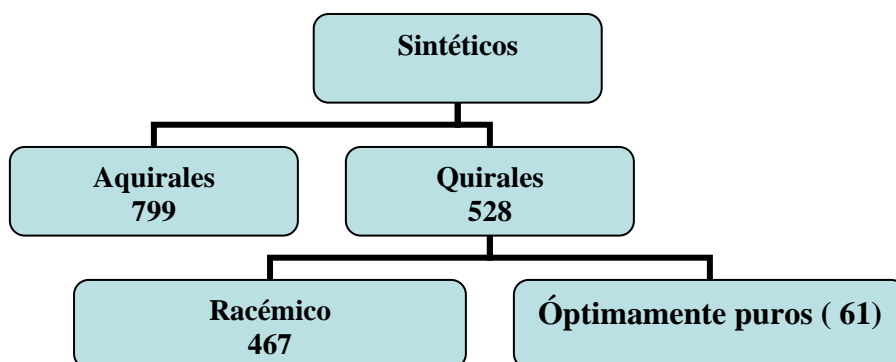 Sintéticos
Aquirales
799
Quirales
528
Racémico
467
Óptimamente puros ( 61)